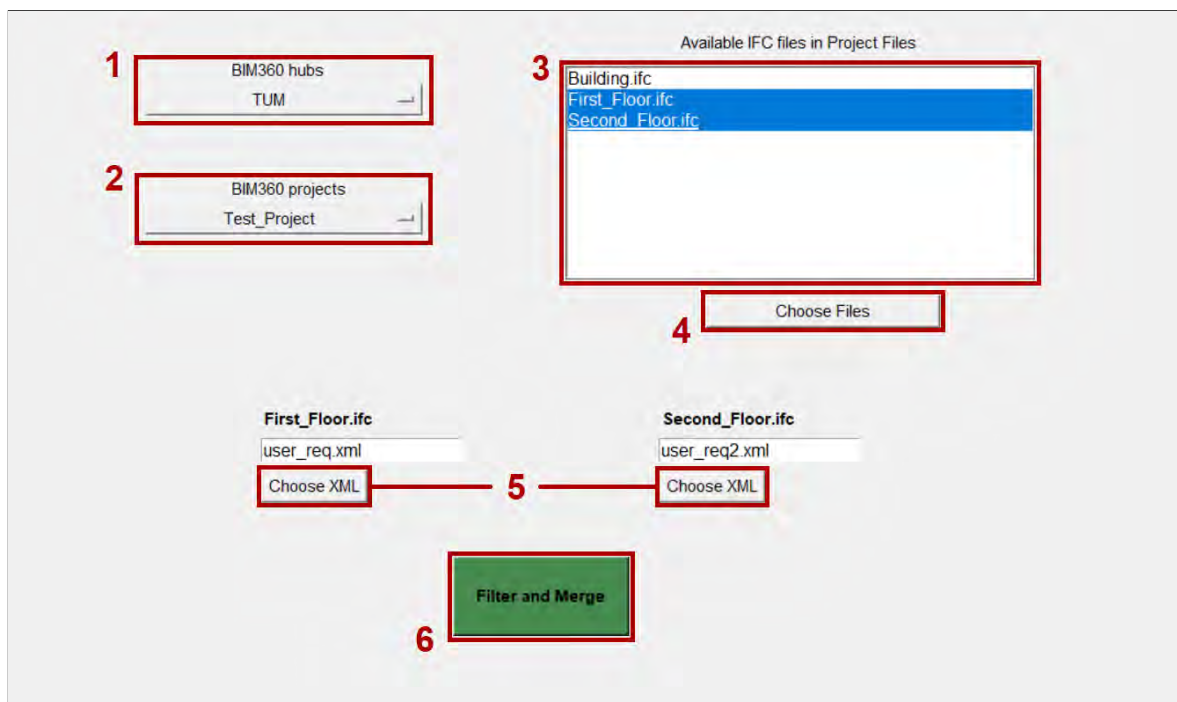 1
BIM360 hubs
TUM
2
BIM360 projects
Test_Project
Available IFC files in Project Files
3
Building.ifc
First_Floor.ifc
Second_Floor.ifc
Choose Files
4
First_Floor.ifc
user_req.xml
Choose XML
5
Second_Floor.ifc
user_req2.xml
Choose XML
Filter and Merge
6